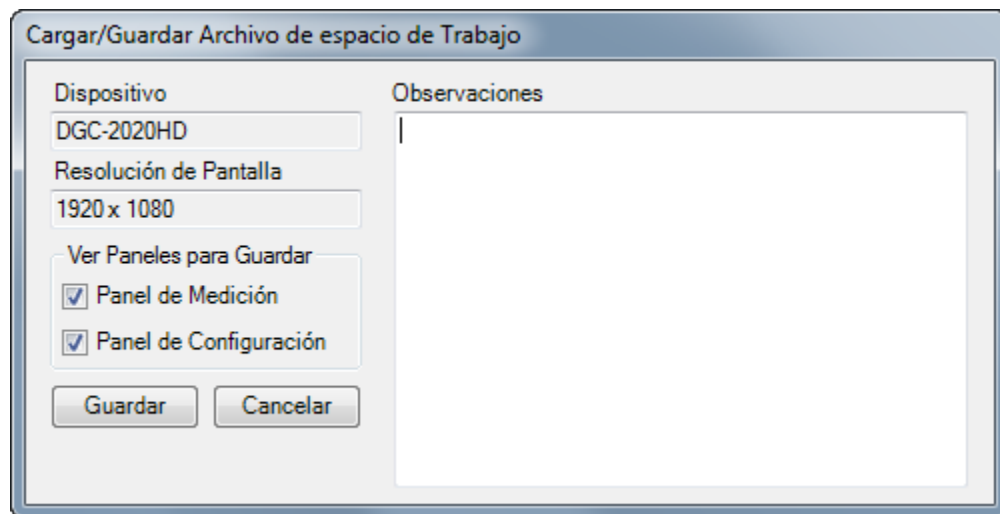 Cargar/Guardar Archivo de espacio de Trabajo
Dispositivo
DGC-2020HD
Resolución de Pantalla
1920 x 1080
Ver Paneles para Guardar
Panel de Medición
Panel de Configuración
Guardar
Cancelar
Observaciones